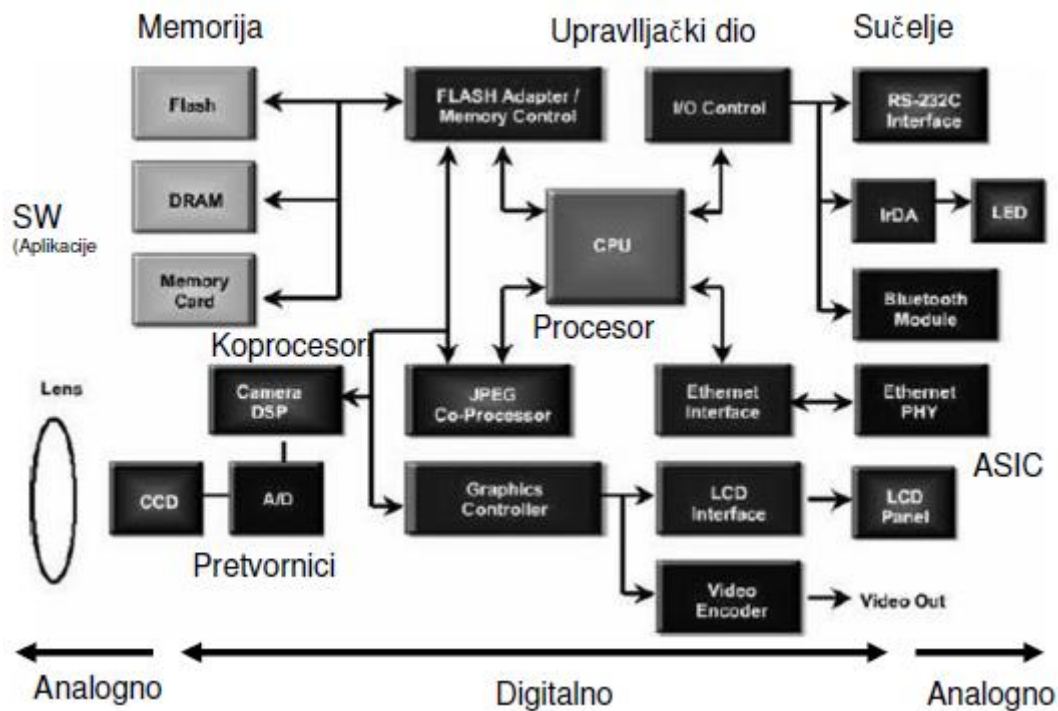 Memorija
Upravlljački dio
Sučelje
Flash
FLASH Adapter /
Memory Control
I/O Control
RS-232C
Interface
DRAM
SW
(Aplikacije
CPU
IrDA
LED
Memory
Card
Bluetooth
Module
Koprocesori
Procesor
Lens
Camera
DSP
JPEG
Co-Processor
Ethernet
Interface
Ethernet
PHY
ASIC
CCD
A/D
Graphics
Controller
LCD
Interface
LCD
Panel
Pretvornici
Video
Encoder
Video Out
Analogno
Digitalno
Analogno